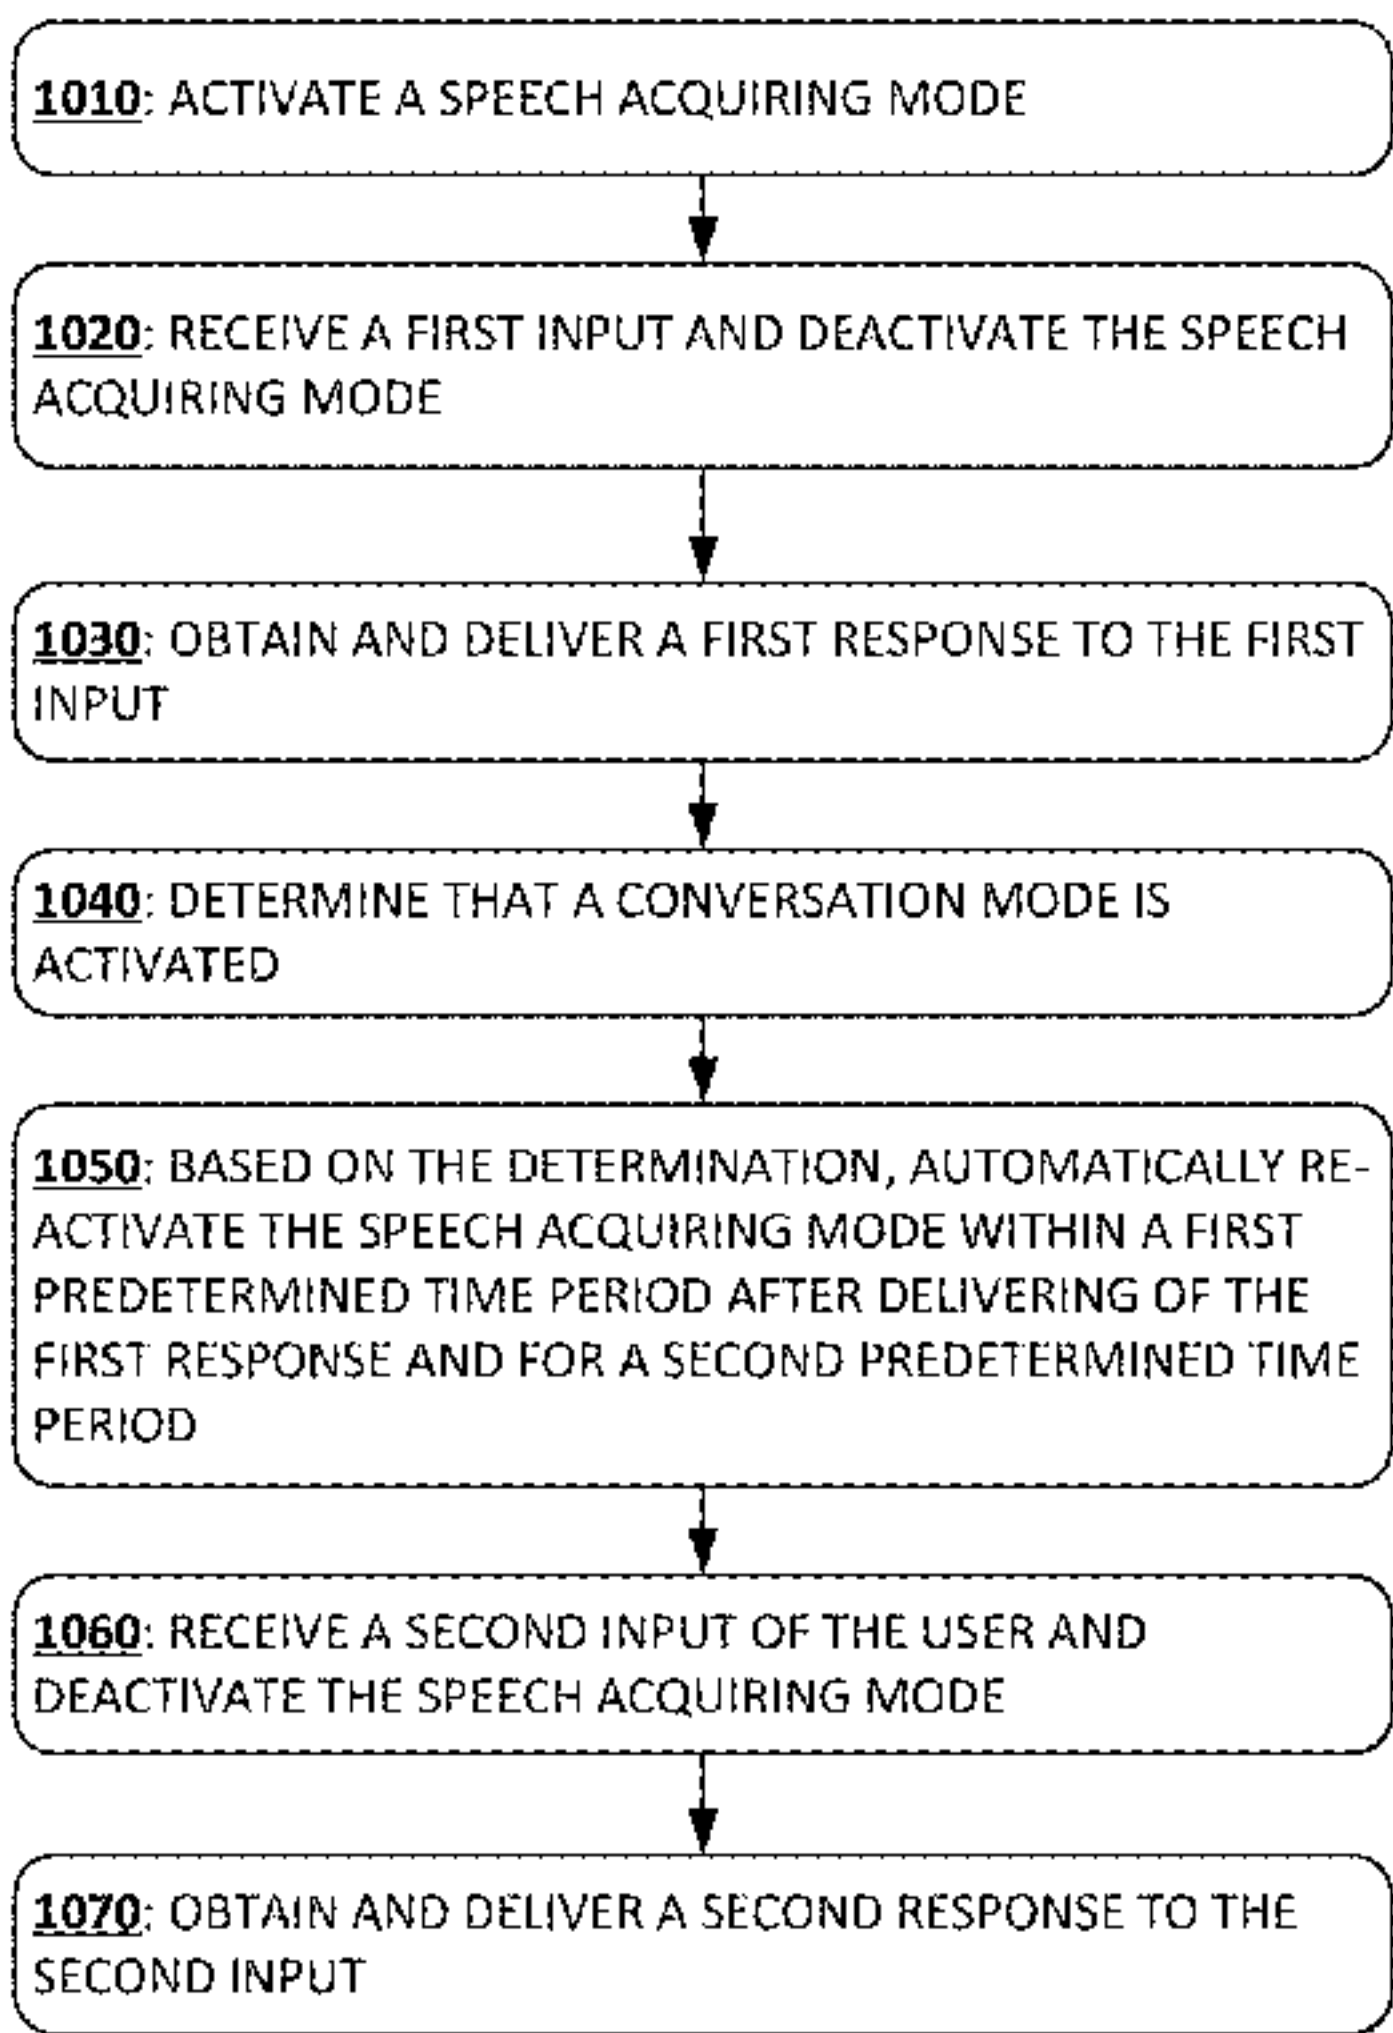 1010: ACTIVATE A SPEECH ACQUIRING MODE
1020: RECEIVE A FIRST INPUT AND DEACTIVATE THE SPEECH
ACQUIRING MODE
1030: OBTAIN AND DELIVER A FIRST RESPONSE TO THE FIRST
INPUT
1040: DETERMINE THAT A CONVERSATION MODE IS
ACTIVATED
1050: BASED ON THE DETERMINATION, AUTOMATICALLY RE-
ACTIVATE THE SPEECH ACQUIRING MODE WITHIN A FIRST
PREDETERMINED TIME PERIOD AFTER DELIVERING OF THE
FIRST RESPONSE AND FOR A SECOND PREDETERMINED TIME
PERIOD
1060: RECEIVE A SECOND INPUT OF THE USER AND
DEACTIVATE THE SPEECH ACQUIRING MODE
1070: OBTAIN AND DELIVER A SECOND RESPONSE TO THE
SECOND INPUT